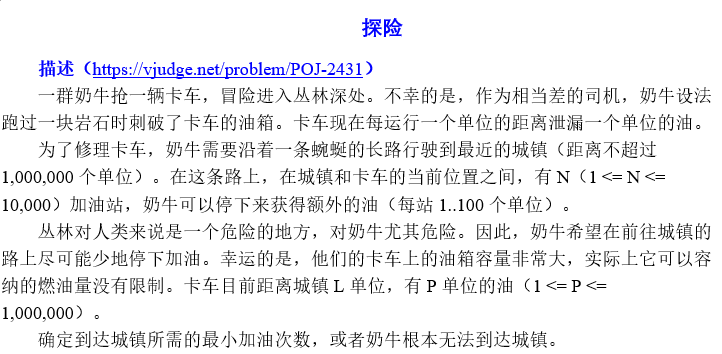 探险
描述（https://vjudge.net/problem/POJ-2431）
一群奶牛抢一辆卡车，冒险进入丛林深处。不幸的是，作为相当差的司机，奶牛设法
跑过一块岩石时刺破了卡车的油箱。卡车现在每运行一个单位的距离泄漏一个单位的油。
为了修理卡车，奶牛需要沿着一条蜿蜒的长路行驶到最近的城镇（距离不超过
1,000,000 个单位）。在这条路上，在城镇和卡车的当前位置之间，有 N（1 <= N <=
10,000）加油站，奶牛可以停下来获得额外的油（每站 1..100 个单位）。
丛林对人类来说是一个危险的地方，对奶牛尤其危险。因此，奶牛希望在前往城镇的
路上尽可能少地停下加油。幸运的是，他们的卡车上的油箱容量非常大，实际上它可以容
纳的燃油量没有限制。卡车目前距离城镇 L 单位，有 P 单位的油（1 <= P <=
1,000,000）。
确定到达城镇所需的最小加油次数，或者奶牛根本无法到达城镇。